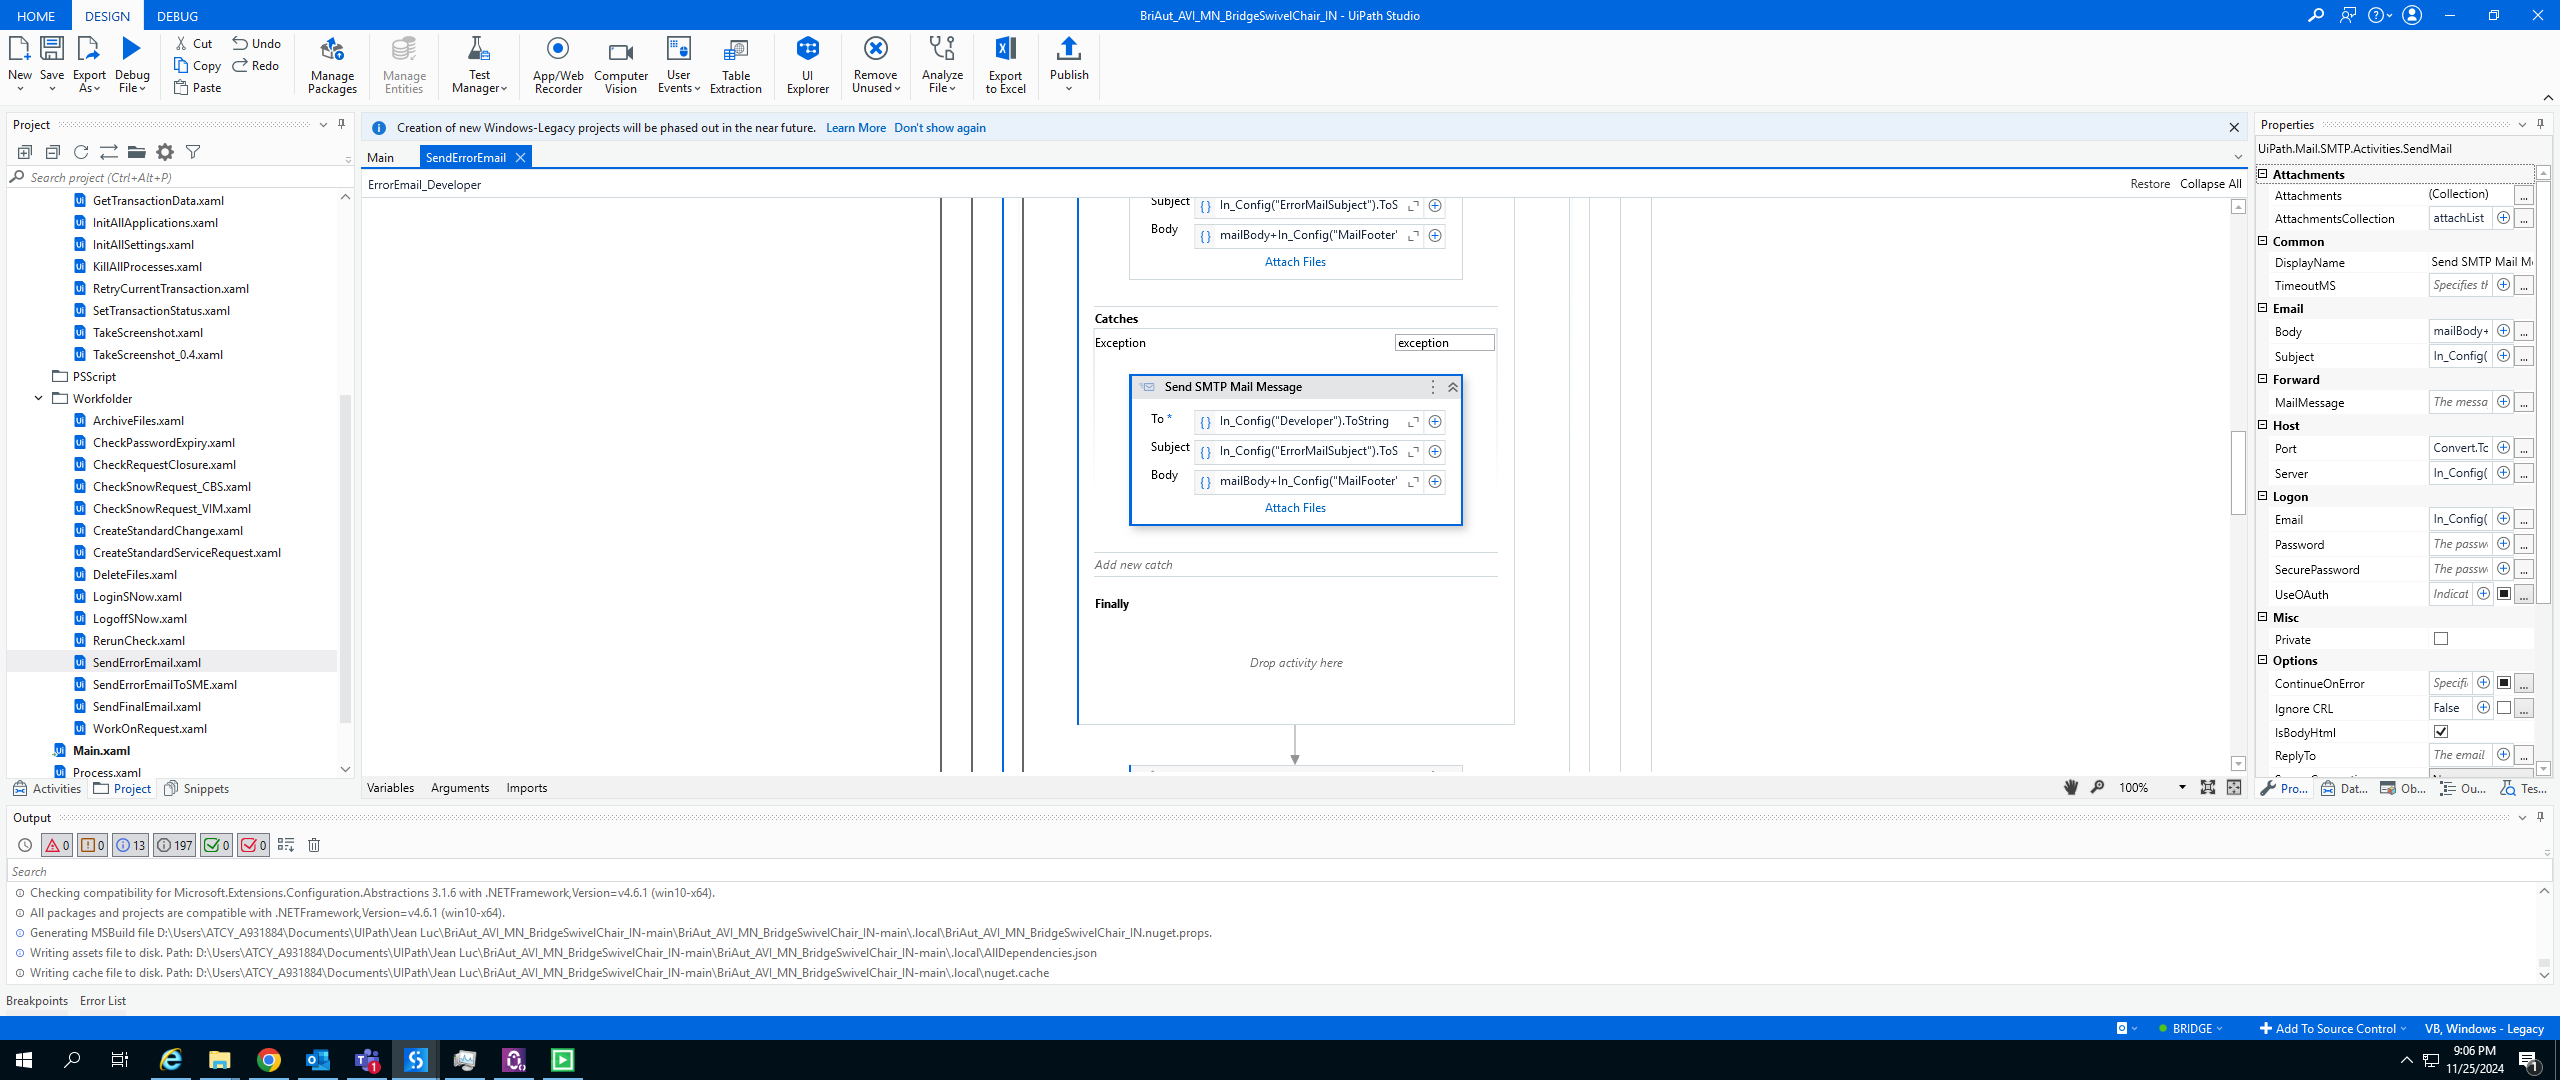 HOME DESIGN DEBUG BriAut_AVI_MN_BridgeSwivelChair_IN - UiPath Studio
New Save Export As Debug File Cut Copy Paste Undo Redo Manage Packages Manage Entities Test Manager App/Web Recorder Computer Vision User Events Table Extraction UI Explorer Remove Unused Analyze File Export to Excel Publish
Project
Search project (Ctrl+Alt+P)
GetTransactionData.xaml
InitAllApplications.xaml
InitAllSettings.xaml
KillAllProcesses.xaml
RetryCurrentTransaction.xaml
SetTransactionStatus.xaml
TakeScreenshot.xaml
TakeScreenshot_0.4.xaml
PSScript
Workfolder
ArchiveFiles.xaml
CheckPasswordExpiry.xaml
CheckRequestClosure.xaml
CheckSnowRequest_CBS.xaml
CheckSnowRequest_VIM.xaml
CreateStandardChange.xaml
CreateStandardServiceRequest.xaml
DeleteFiles.xaml
LoginSNow.xaml
LogoffSNow.xaml
RerunCheck.xaml
SendErrorEmail.xaml
SendErrorEmailToSME.xaml
SendFinalEmail.xaml
WorkOnRequest.xaml
Main.xaml
Process.xaml
Activities Project Snippets
Creation of new Windows-Legacy projects will be phased out in the near future. Learn More Don't show again
Main SendErrorEmail
ErrorEmail_Developer Restore Collapse All
Subject In_Config("ErrorMailSubject").ToS
Body mailBody+In_Config("MailFooter"
Attach Files
Catches
Exception exception
Send SMTP Mail Message
To * In_Config("Developer").ToString
Subject In_Config("ErrorMailSubject").ToS
Body mailBody+In_Config("MailFooter"
Attach Files
Add new catch
Finally
Drop activity here
Variables Arguments Imports 100%
Properties
UiPath.Mail.SMTP.Activities.SendMail
Attachments
Attachments (Collection) ...
AttachmentsCollection attachList ...
Common
DisplayName Send SMTP Mail M
TimeoutMS Specifies th ...
Email
Body mailBody+ ...
Subject In_Config( ...
Forward
MailMessage The messa ...
Host
Port Convert.Tc ...
Server In_Config( ...
Logon
Email In_Config( ...
Password The passw ...
SecurePassword The passw ...
UseOAuth Indicat ...
Misc
Private
Options
ContinueOnError Specifi ...
Ignore CRL False ...
IsBodyHtml
ReplyTo The email ...
Pro... Dat... Ob... Ou... Tes...
Output
0 0 13 197 0 0
Search
Checking compatibility for Microsoft.Extensions.Configuration.Abstractions 3.1.6 with .NETFramework,Version=v4.6.1 (win10-x64).
All packages and projects are compatible with .NETFramework,Version=v4.6.1 (win10-x64).
Generating MSBuild file D:\Users\ATCY_A931884\Documents\UIPath\Jean Luc\BriAut_AVI_MN_BridgeSwivelChair_IN-main\BriAut_AVI_MN_BridgeSwivelChair_IN-main\.local\BriAut_AVI_MN_BridgeSwivelChair_IN.nuget.props.
Writing assets file to disk. Path: D:\Users\ATCY_A931884\Documents\UIPath\Jean Luc\BriAut_AVI_MN_BridgeSwivelChair_IN-main\BriAut_AVI_MN_BridgeSwivelChair_IN-main\.local\AllDependencies.json
Writing cache file to disk. Path: D:\Users\ATCY_A931884\Documents\UIPath\Jean Luc\BriAut_AVI_MN_BridgeSwivelChair_IN-main\BriAut_AVI_MN_BridgeSwivelChair_IN-main\.local\nuget.cache
Breakpoints Error List
BRIDGE Add To Source Control VB, Windows - Legacy
9:06 PM
11/25/2024
1